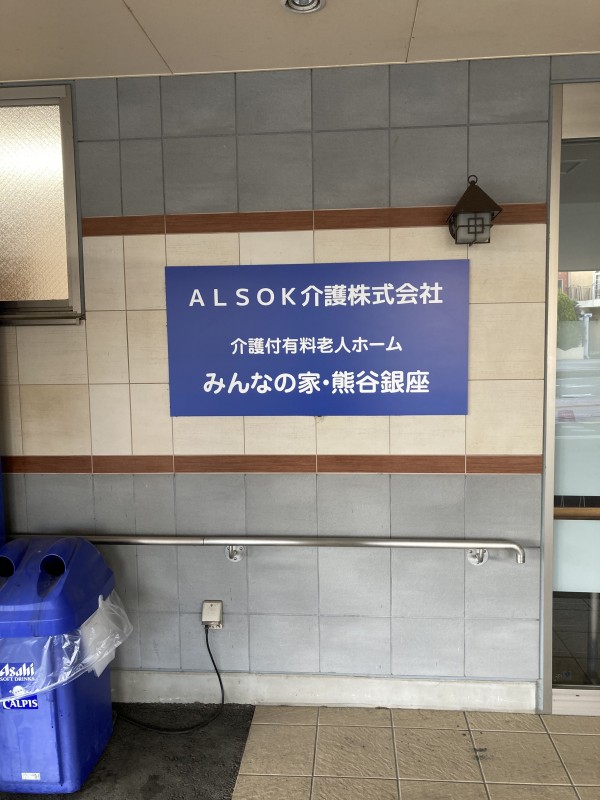 ＡＬＳＯＫ介護株式会社
介護付有料老人ホーム
みんなの家・熊谷銀座
Asahi
SOFT DRINKS
CALPIS